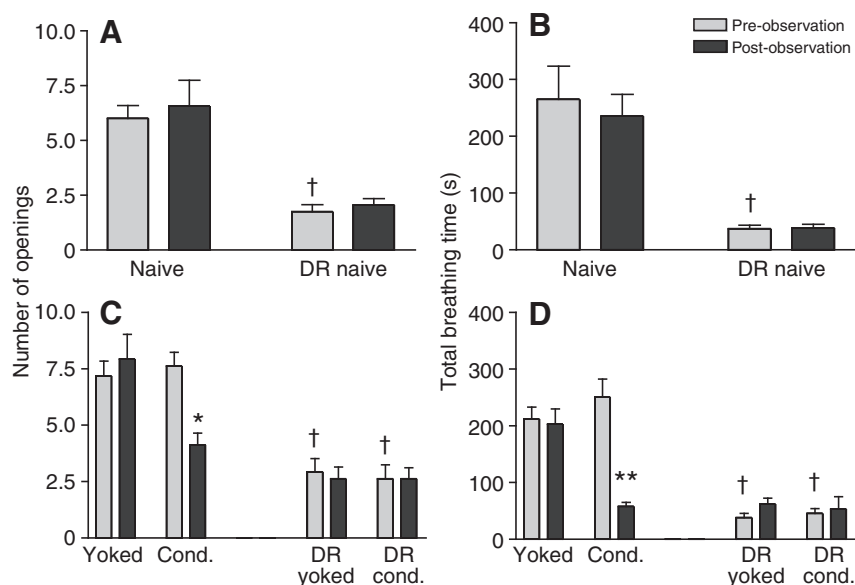 A
B
Pre-observation
Post-observation
10.0
7.5
5.0
2.5
0
†
Naive
DR naive
400
300
200
100
0
†
Naive
DR naive
Number of openings
Total breathing time (s)
C
10.0
7.5
5.0
2.5
0
*
†
†
Yoked
Cond.
DR
yoked
DR
cond.
D
400
300
200
100
0
**
†
†
Yoked
Cond.
DR
yoked
DR
cond.